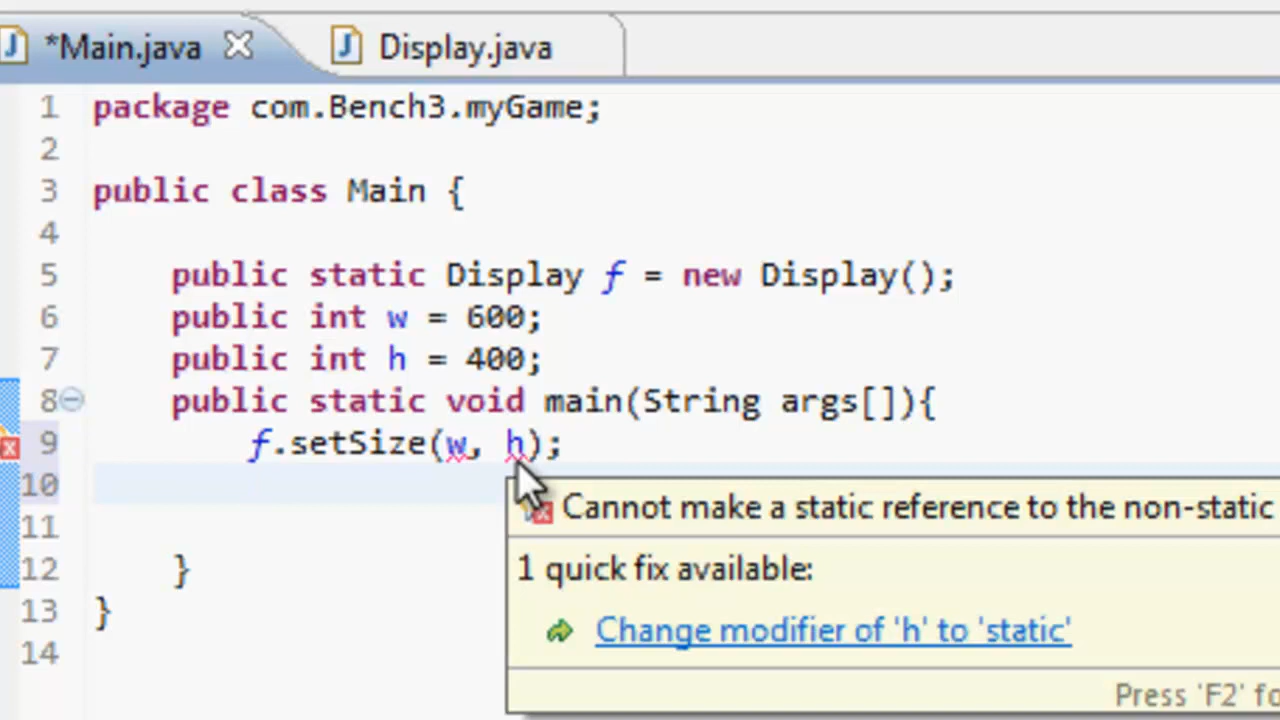 *Main.java Display.java
1 package com.Bench3.myGame;
2
3 public class Main {
4
5 public static Display f = new Display();
6 public int w = 600;
7 public int h = 400;
8 public static void main(String args[]){
9 f.setSize(w, h);
10
Cannot make a static reference to the non-static
11
1 quick fix available:
12 }
13 }
Change modifier of 'h' to 'static'
14
Press 'F2' fo